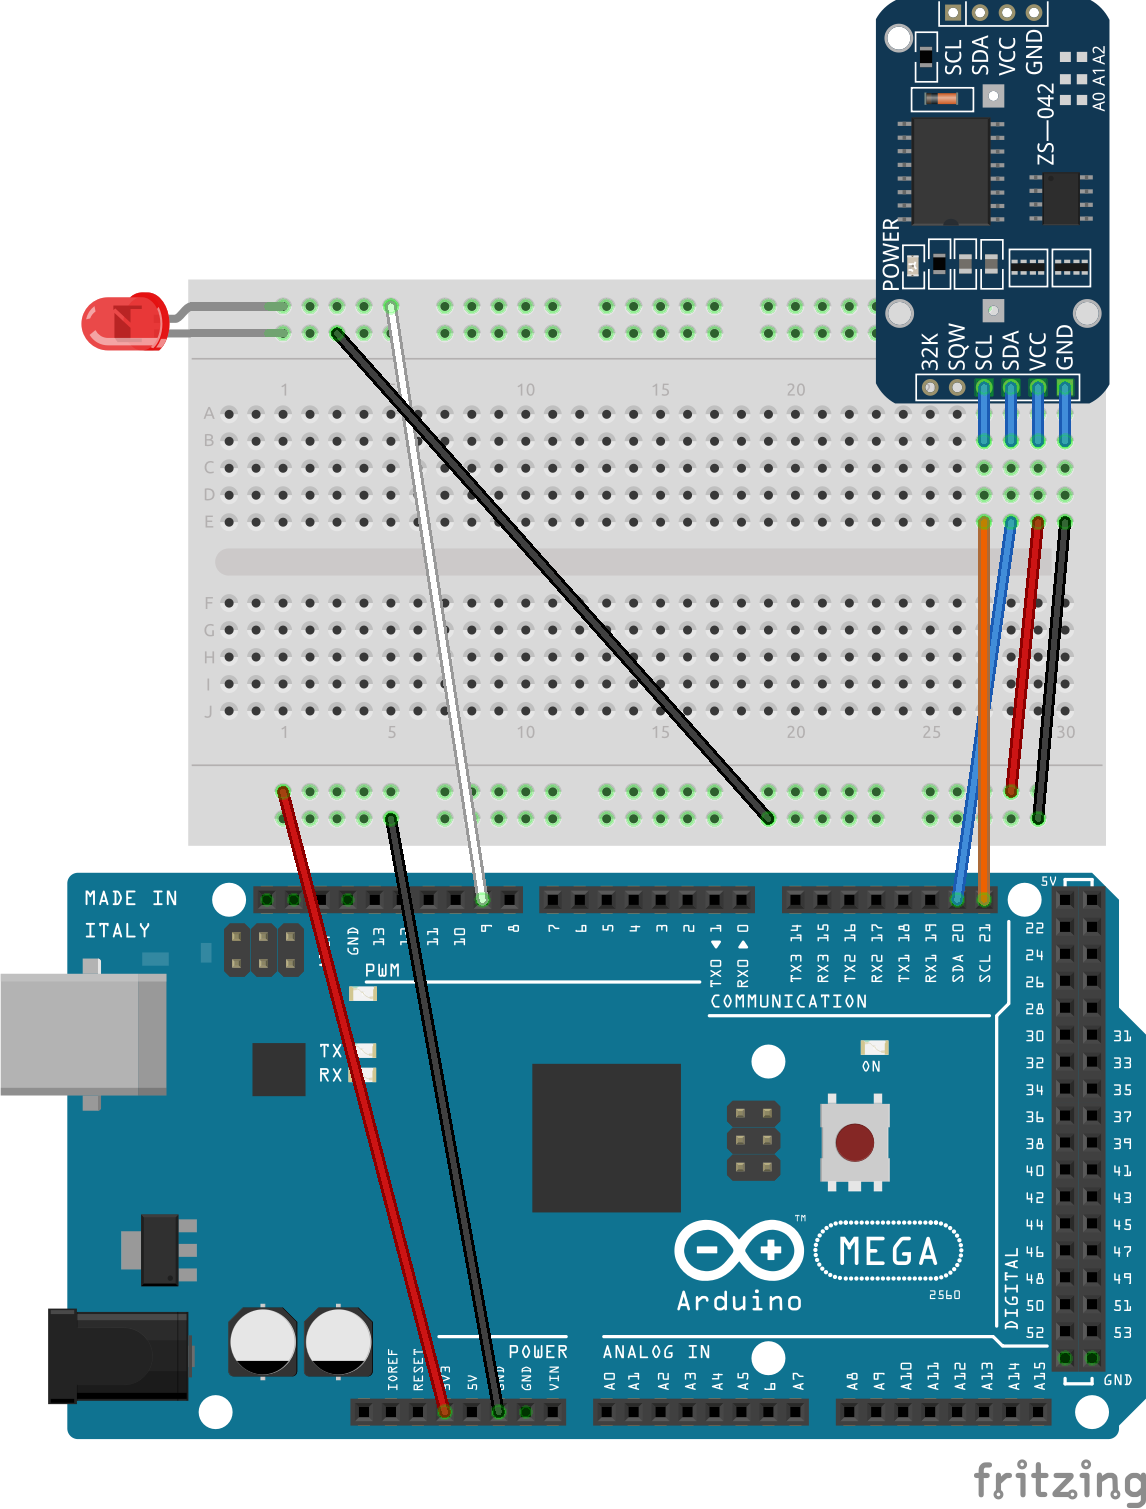 SCL SDA VCC GND
A0 A1 A2
ZS-042
POWER
32K SQW SCL SDA VCC GND
1 10 15 20
A
B
C
D
E
F
G
H
I
J
1 5 10 15 20 25 30
MADE IN
ITALY
GND 13 12 11 10 9 8
7 6 5 4 3 2 TX0 ◄ 1 RX0 ► 0
TX3 14 RX3 15 TX2 16 RX2 17 TX1 18 RX1 19 SDA 20 SCL 21
PWM
COMMUNICATION
5V
22
24
26
28
30 31
32 33
34 35
36 37
38 39
40 41
42 43
44 45
46 47
48 49
50 51
52 53
GND
DIGITAL
TX
RX
ON
TM
MEGA
2560
Arduino
POWER
ANALOG IN
IOREF RESET 3V3 5V GND GND VIN
A0 A1 A2 A3 A4 A5 6 A7
A8 A9 A10 A11 A12 A13 A14 A15
fritzing